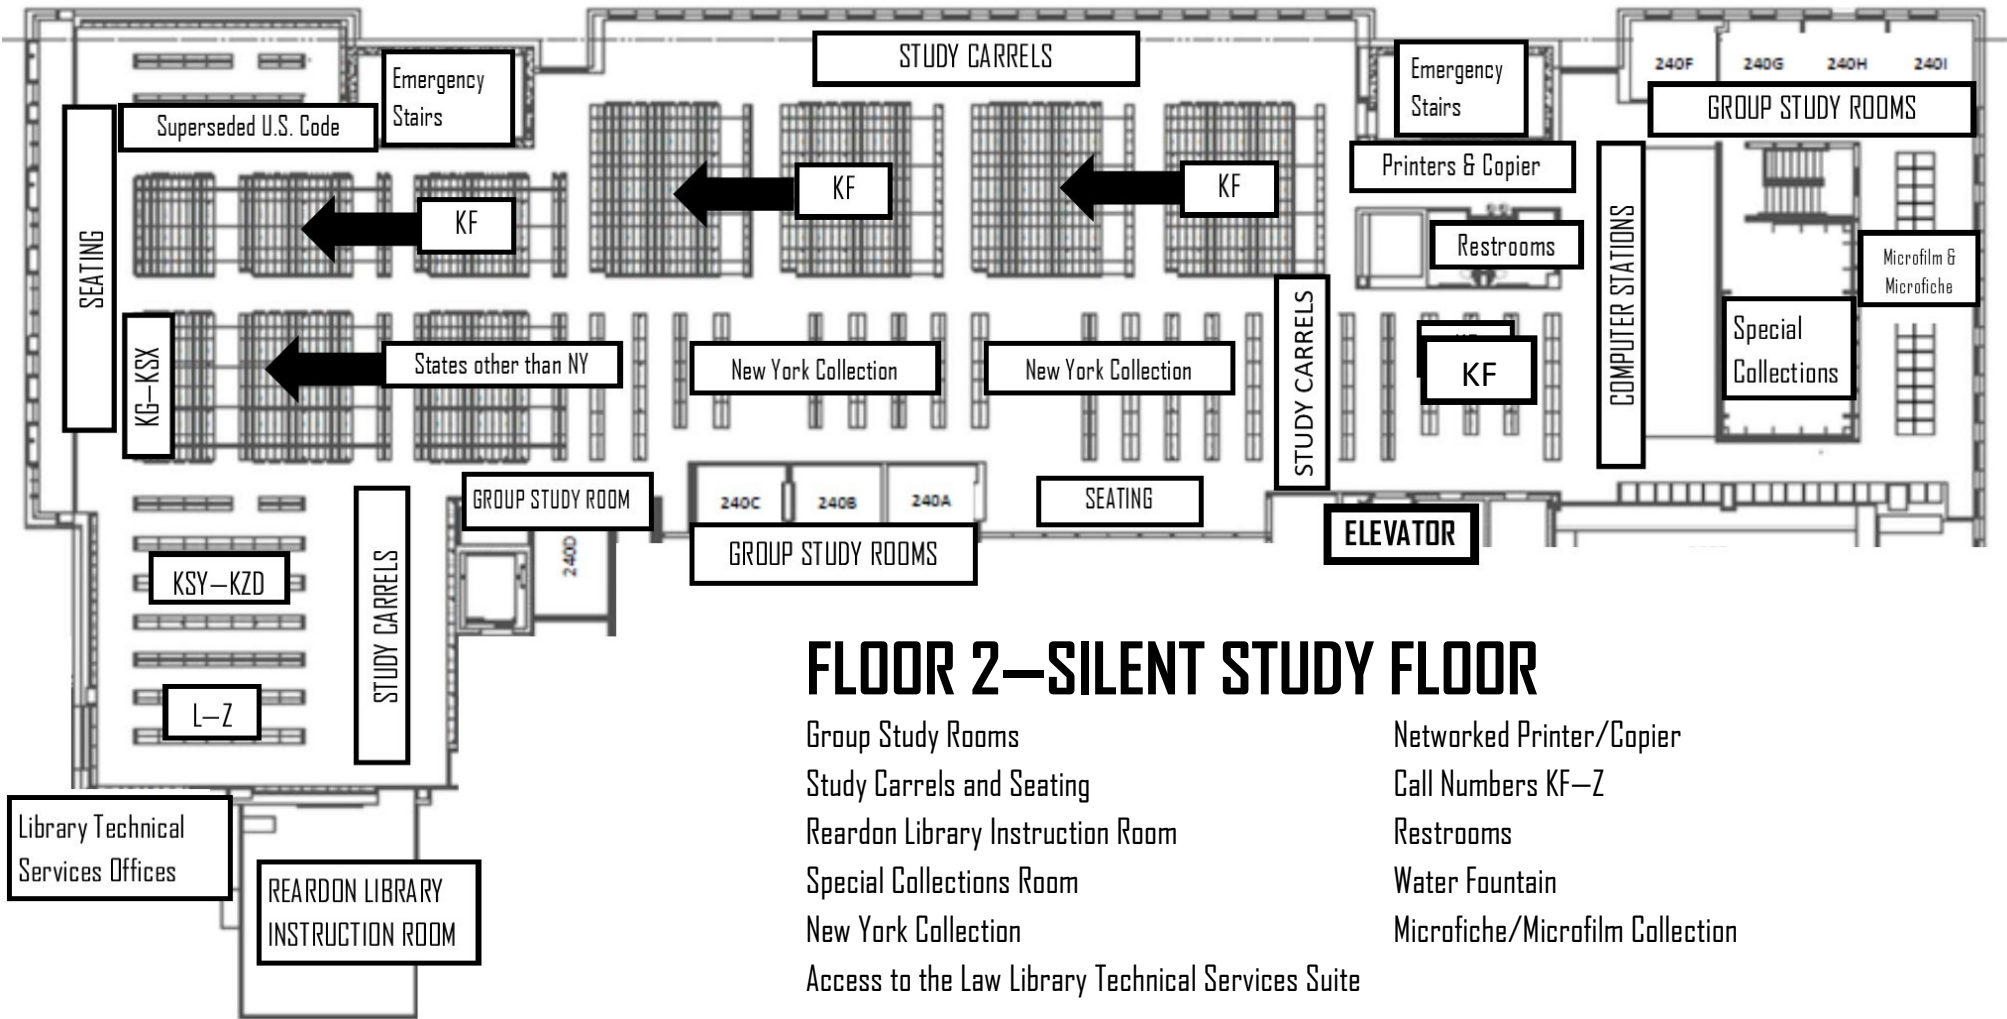 STUDY CARRELS
Emergency
Stairs
Emergency
Stairs
240F
240G
240H
240I
GROUP STUDY ROOMS
Superseded U.S. Code
Printers & Copier
SEATING
KF
KF
KF
Restrooms
COMPUTER STATIONS
Microfilm &
Microfiche
Special
Collections
KG—KSX
States other than NY
New York Collection
New York Collection
STUDY CARRELS
KF
GROUP STUDY ROOM
240C
240B
240A
SEATING
ELEVATOR
GROUP STUDY ROOMS
240D
KSY—KZD
STUDY CARRELS
L—Z
Library Technical
Services Offices
REARDON LIBRARY
INSTRUCTION ROOM
FLOOR 2—SILENT STUDY FLOOR
Group Study Rooms
Study Carrels and Seating
Reardon Library Instruction Room
Special Collections Room
New York Collection
Access to the Law Library Technical Services Suite
Networked Printer/Copier
Call Numbers KF—Z
Restrooms
Water Fountain
Microfiche/Microfilm Collection